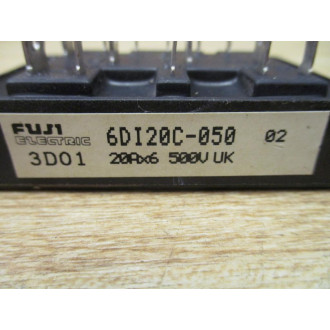 FUJI 6DI20C-050 02
ELECTRIC
3D01 20Ax6 500V UK